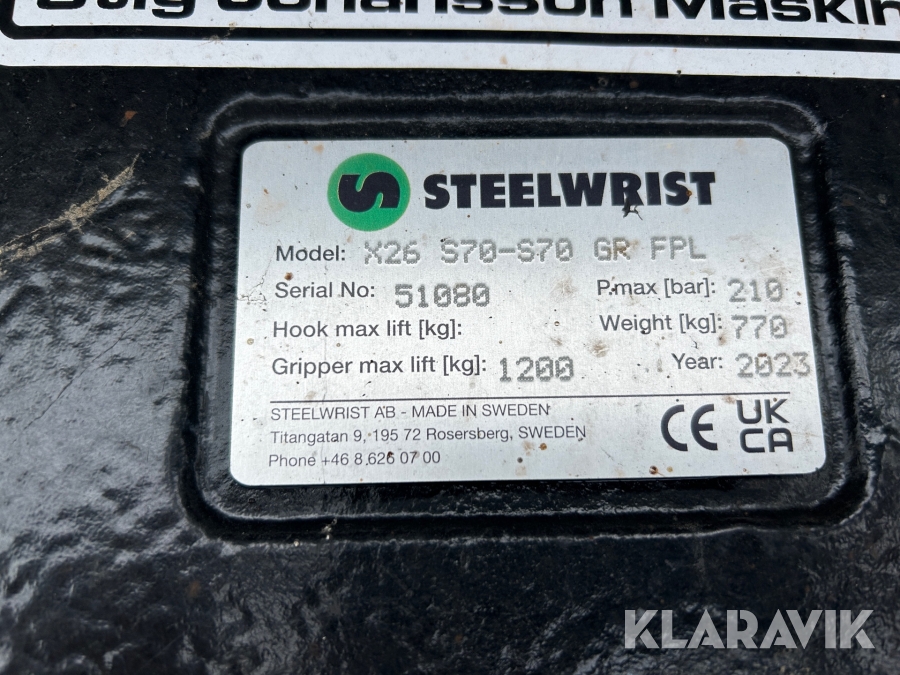 Johansson Maskin
STEELWRIST
Model: X26 S70-S70 GR FPL
Serial No: 51080 P.max [bar]: 210
Hook max lift [kg]: Weight [kg]: 770
Gripper max lift [kg]: 1200 Year: 2023
STEELWRIST AB - MADE IN SWEDEN
Titangatan 9, 195 72 Rosersberg, SWEDEN
Phone +46 8 626 07 00
CE UK
CA
KLARAVIK